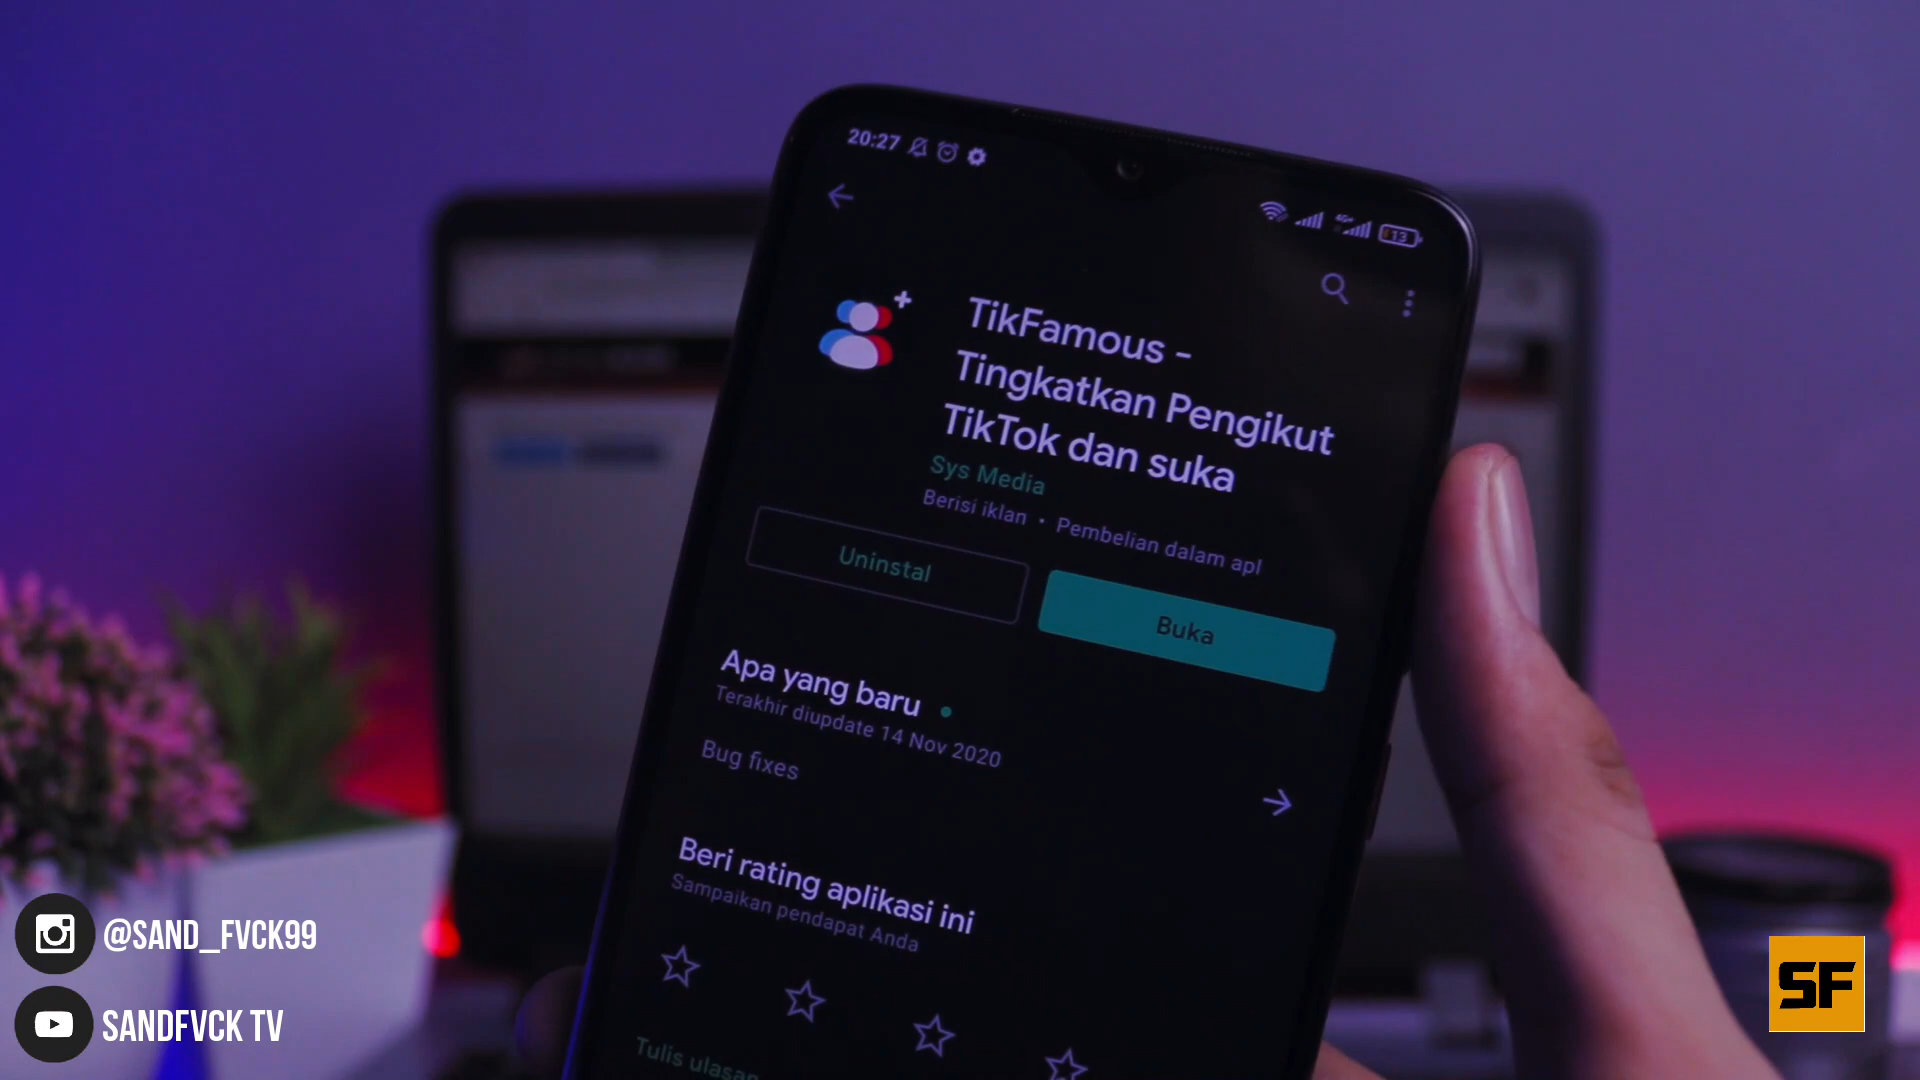 20:27
4G+
13
TikFamous -
Tingkatkan Pengikut
TikTok dan suka
Sys Media
Berisi iklan • Pembelian dalam apl
Uninstal
Buka
Apa yang baru
Terakhir diupdate 14 Nov 2020
Bug fixes
Beri rating aplikasi ini
Sampaikan pendapat Anda
Tulis ulasan
@SAND_FVCK99
SANDFVCK TV
SF